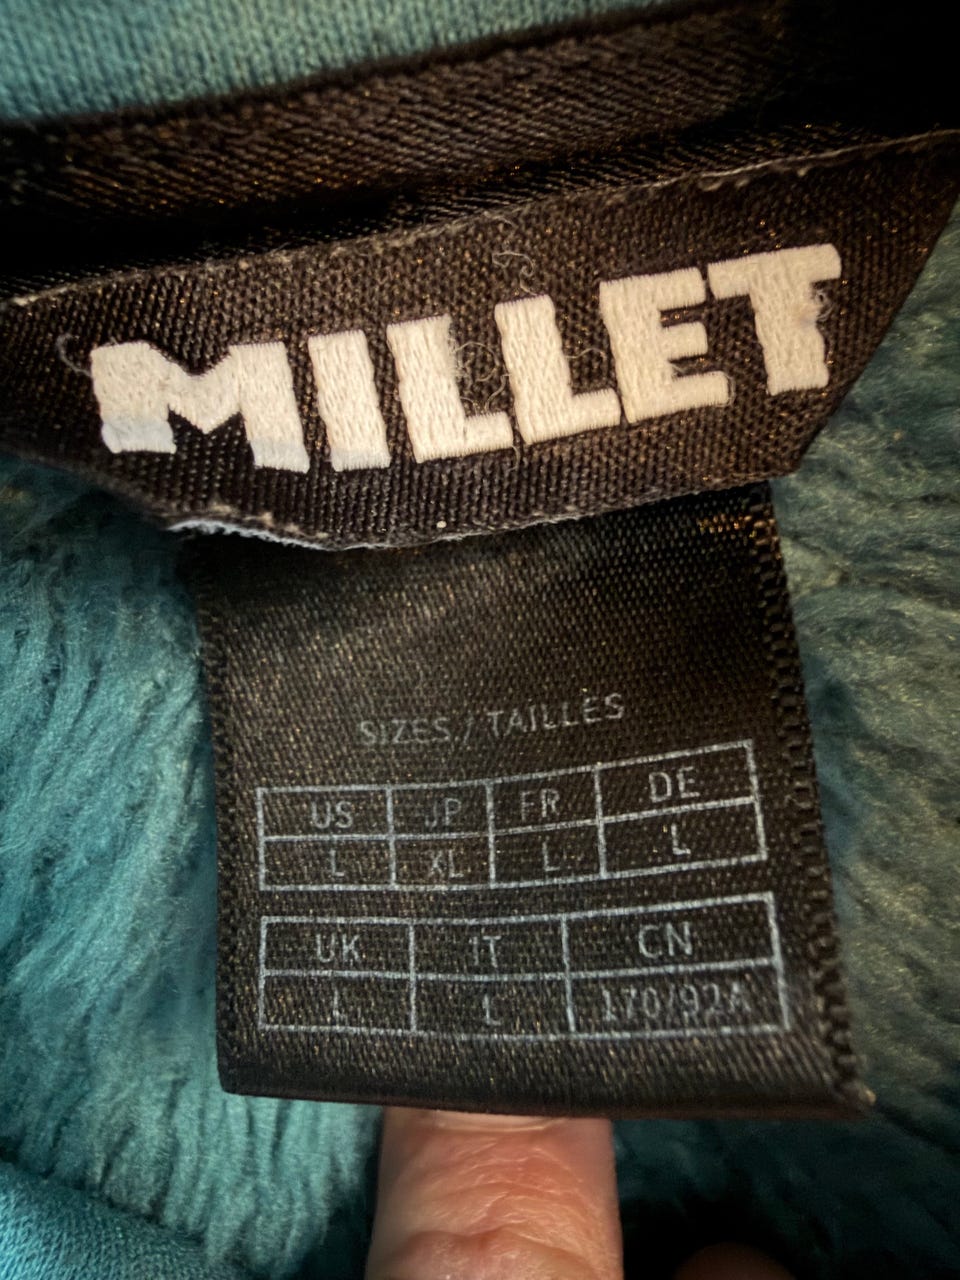 MILLET
SIZES / TAILLES
US JP FR DE
L XL L L
UK IT CN
L L 170/92A